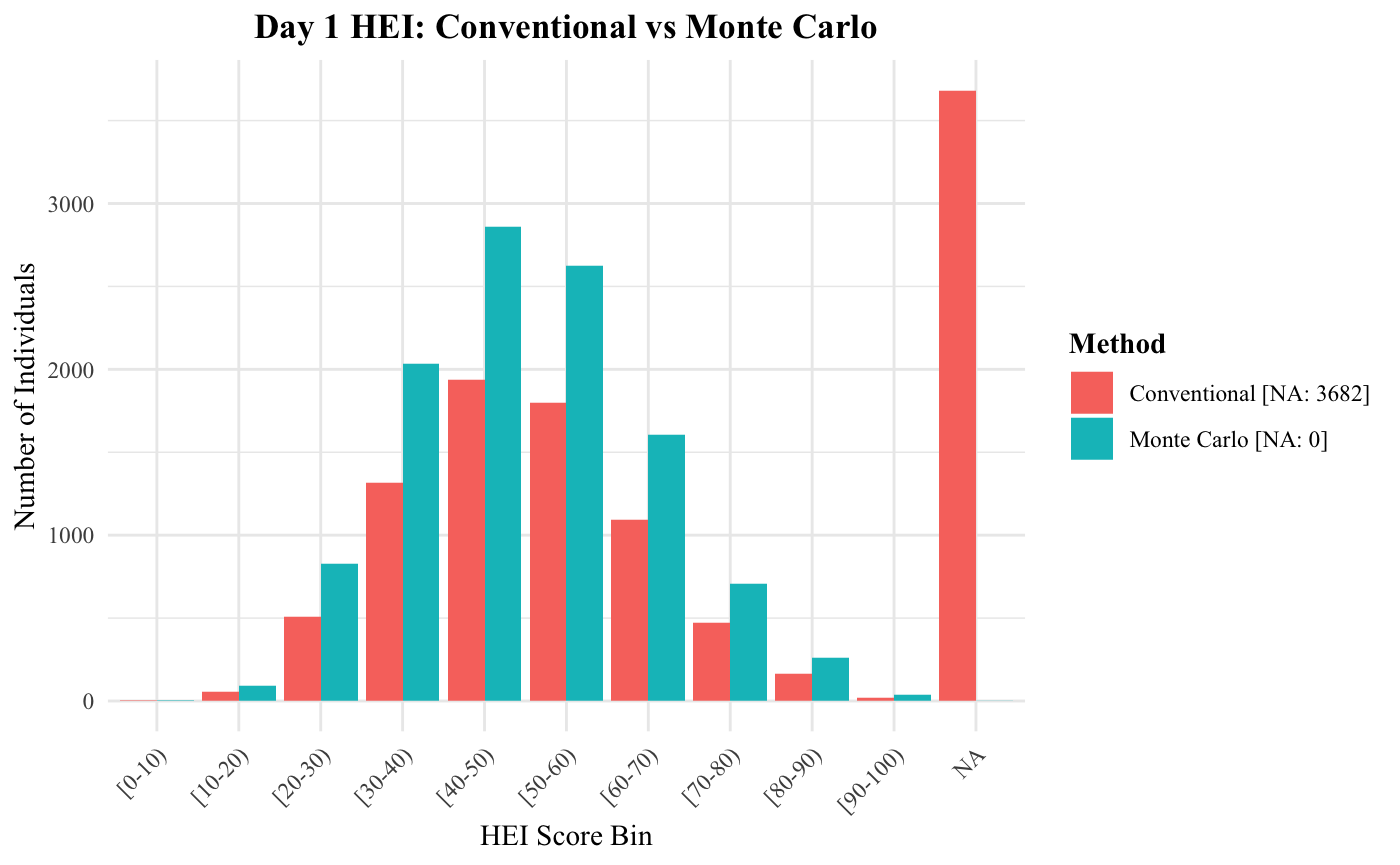 Day 1 HEI: Conventional vs Monte Carlo
Number of Individuals
3000
2000
1000
0
[0-10)
[10-20)
[20-30)
[30-40)
[40-50)
[50-60)
[60-70)
[70-80)
[80-90)
[90-100)
NA
HEI Score Bin
Method
Conventional [NA: 3682]
Monte Carlo [NA: 0]